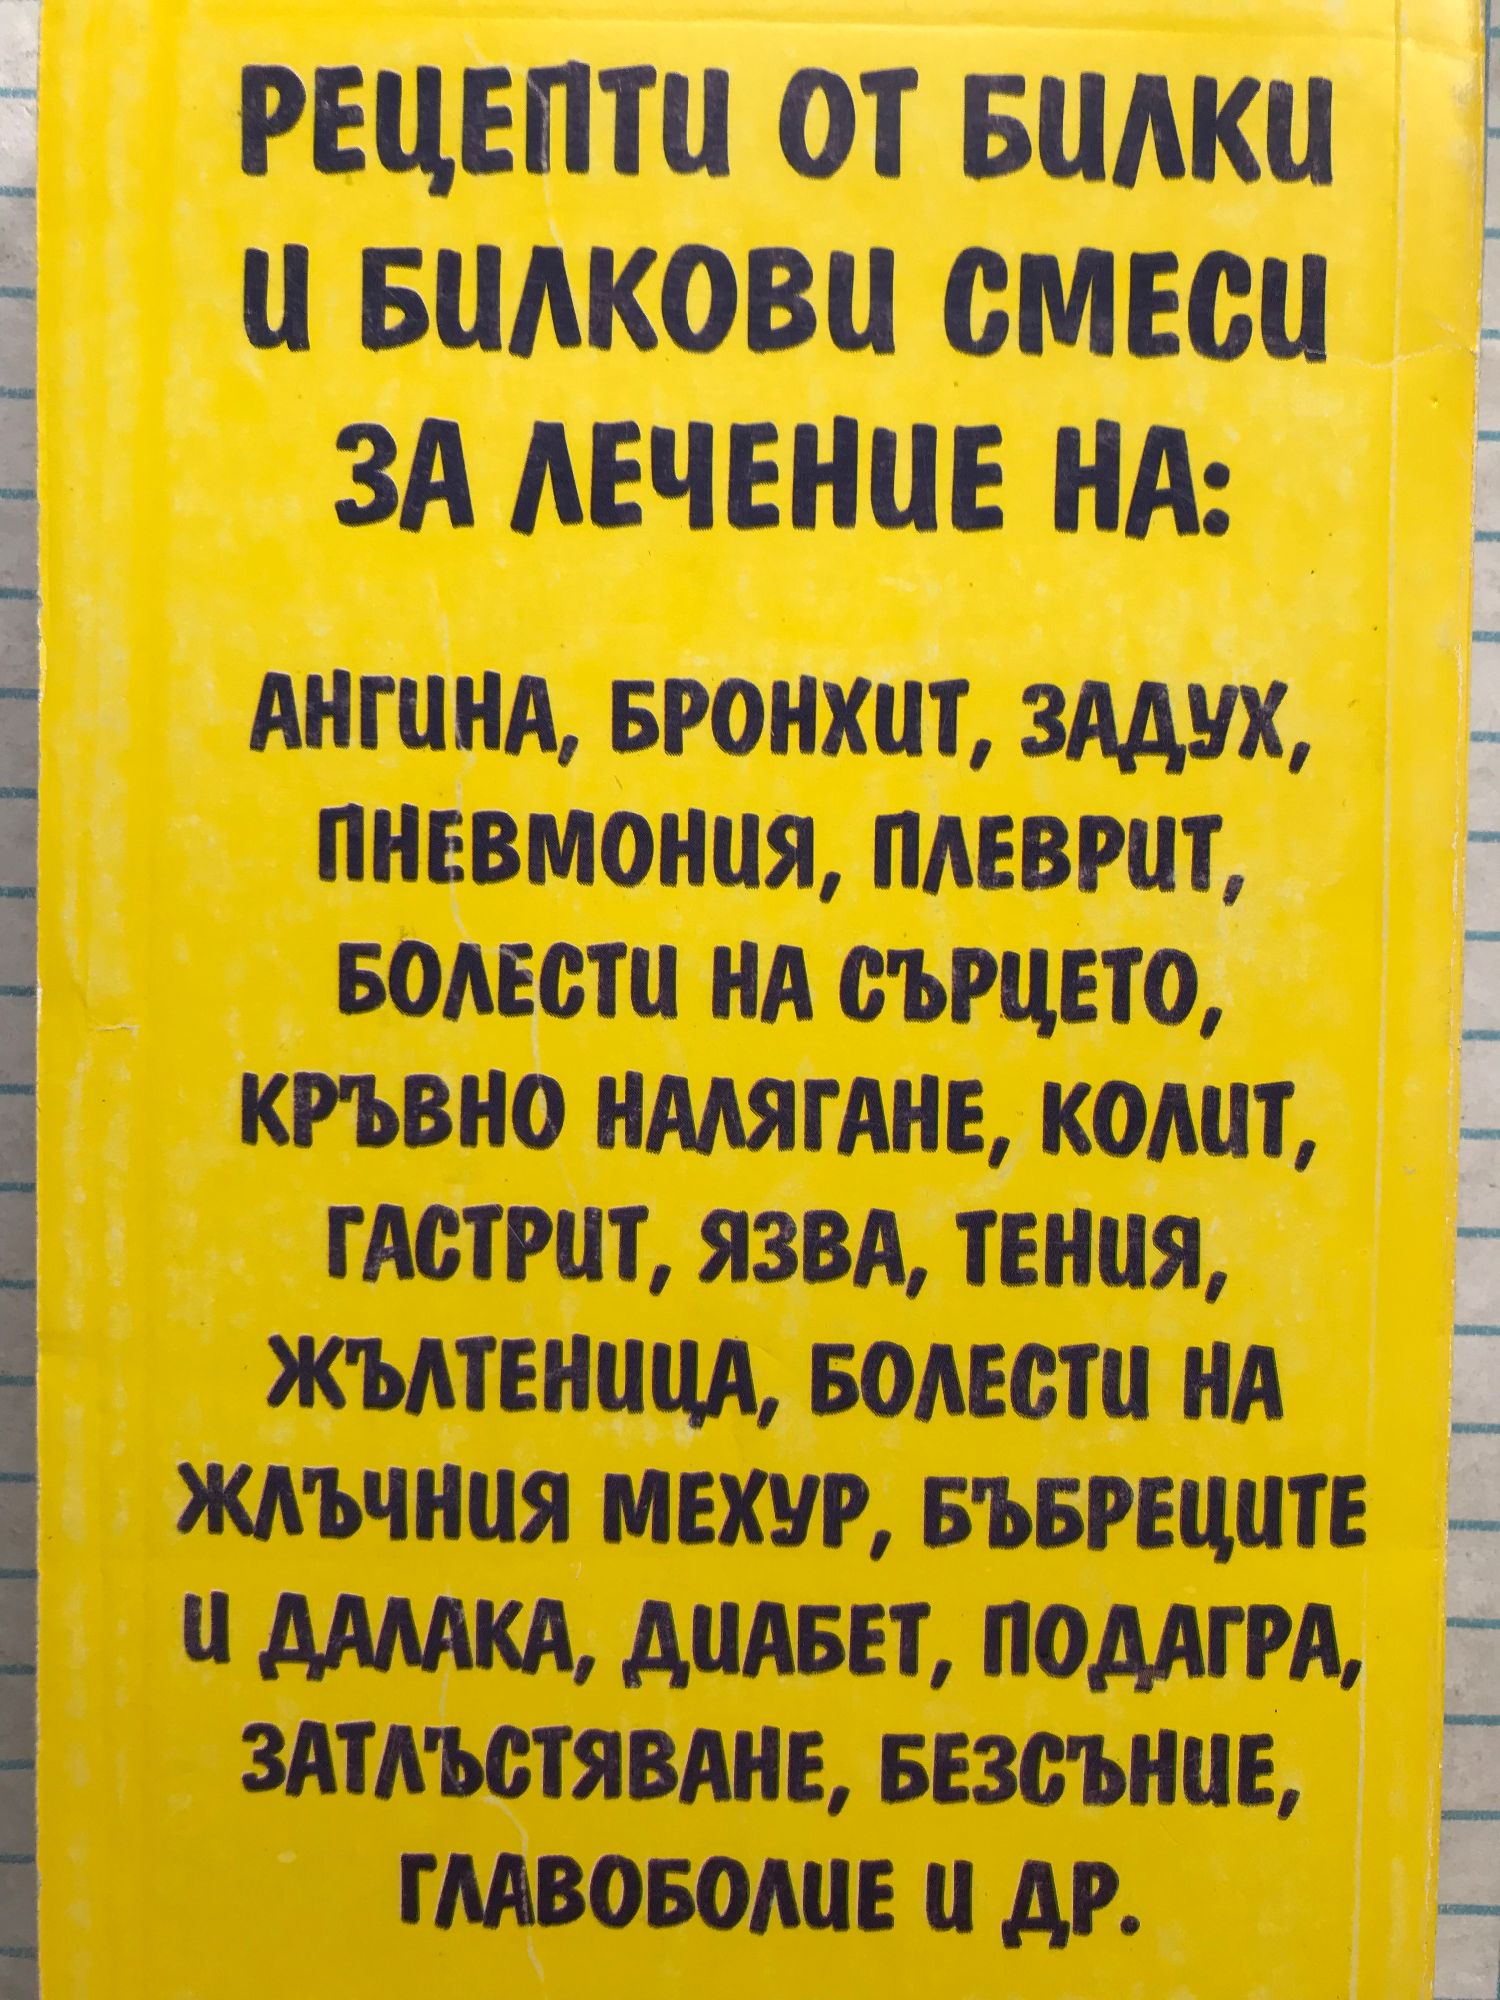 РЕЦЕПТИ ОТ БИЛКИ
И БИЛКОВИ СМЕСИ
ЗА ЛЕЧЕНИЕ НА:
АНГИНА, БРОНХИТ, ЗАДУХ,
ПНЕВМОНИЯ, ПЛЕВРИТ,
БОЛЕСТИ НА СЪРЦЕТО,
КРЪВНО НАЛЯГАНЕ, КОЛИТ,
ГАСТРИТ, ЯЗВА, ТЕНИЯ,
ЖЪЛТЕНИЦА, БОЛЕСТИ НА
ЖЛЪЧНИЯ МЕХУР, БЪБРЕЦИТЕ
И ДАЛАКА, ДИАБЕТ, ПОДАГРА,
ЗАТЛЪСТЯВАНЕ, БЕЗСЪНИЕ,
ГЛАВОБОЛИЕ И ДР.